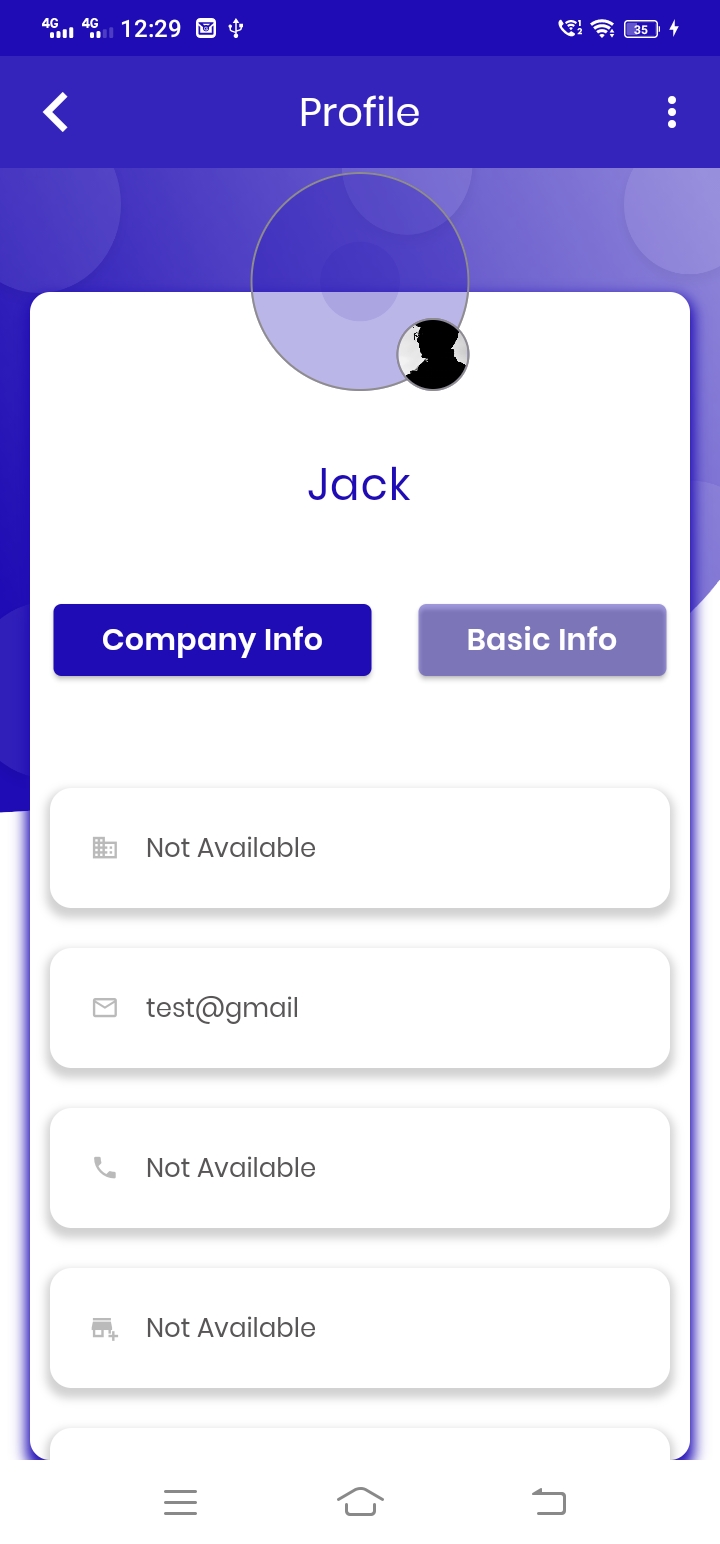 4G 4G 12:29 35
Profile
Jack
Company Info Basic Info
Not Available
test@gmail
Not Available
Not Available